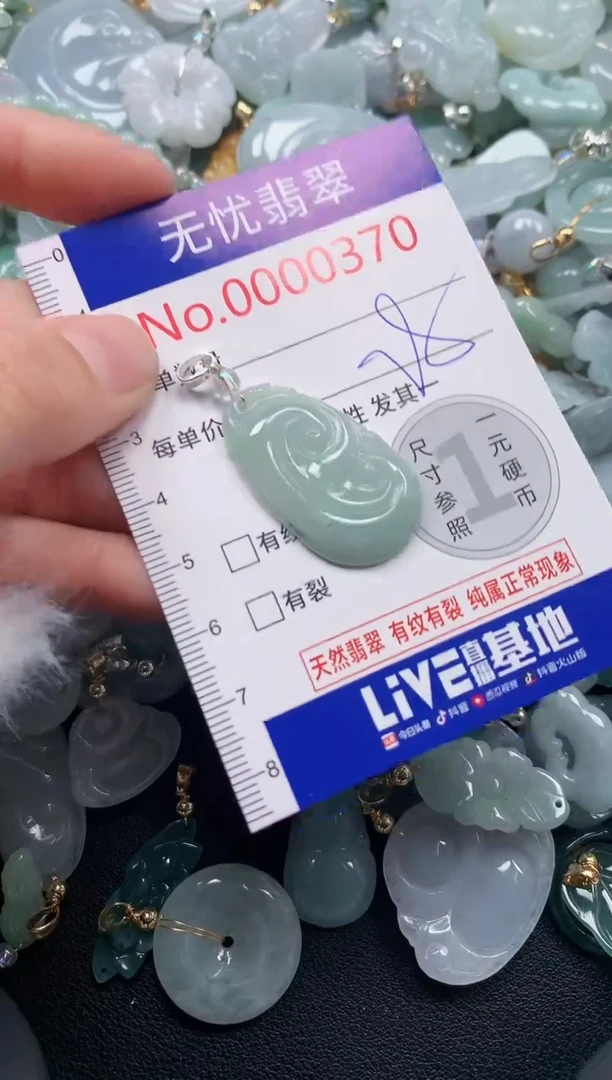 无忧翡翠
No.0000370
单
每单价 性 发其一
0
3
4
5
6
7
8
尺寸参照
1
一元硬币
□有纹
□有裂
天然翡翠 有纹有裂 纯属正常现象
LiVE直播基地
今日头条 抖音 西瓜视频 抖音火山版